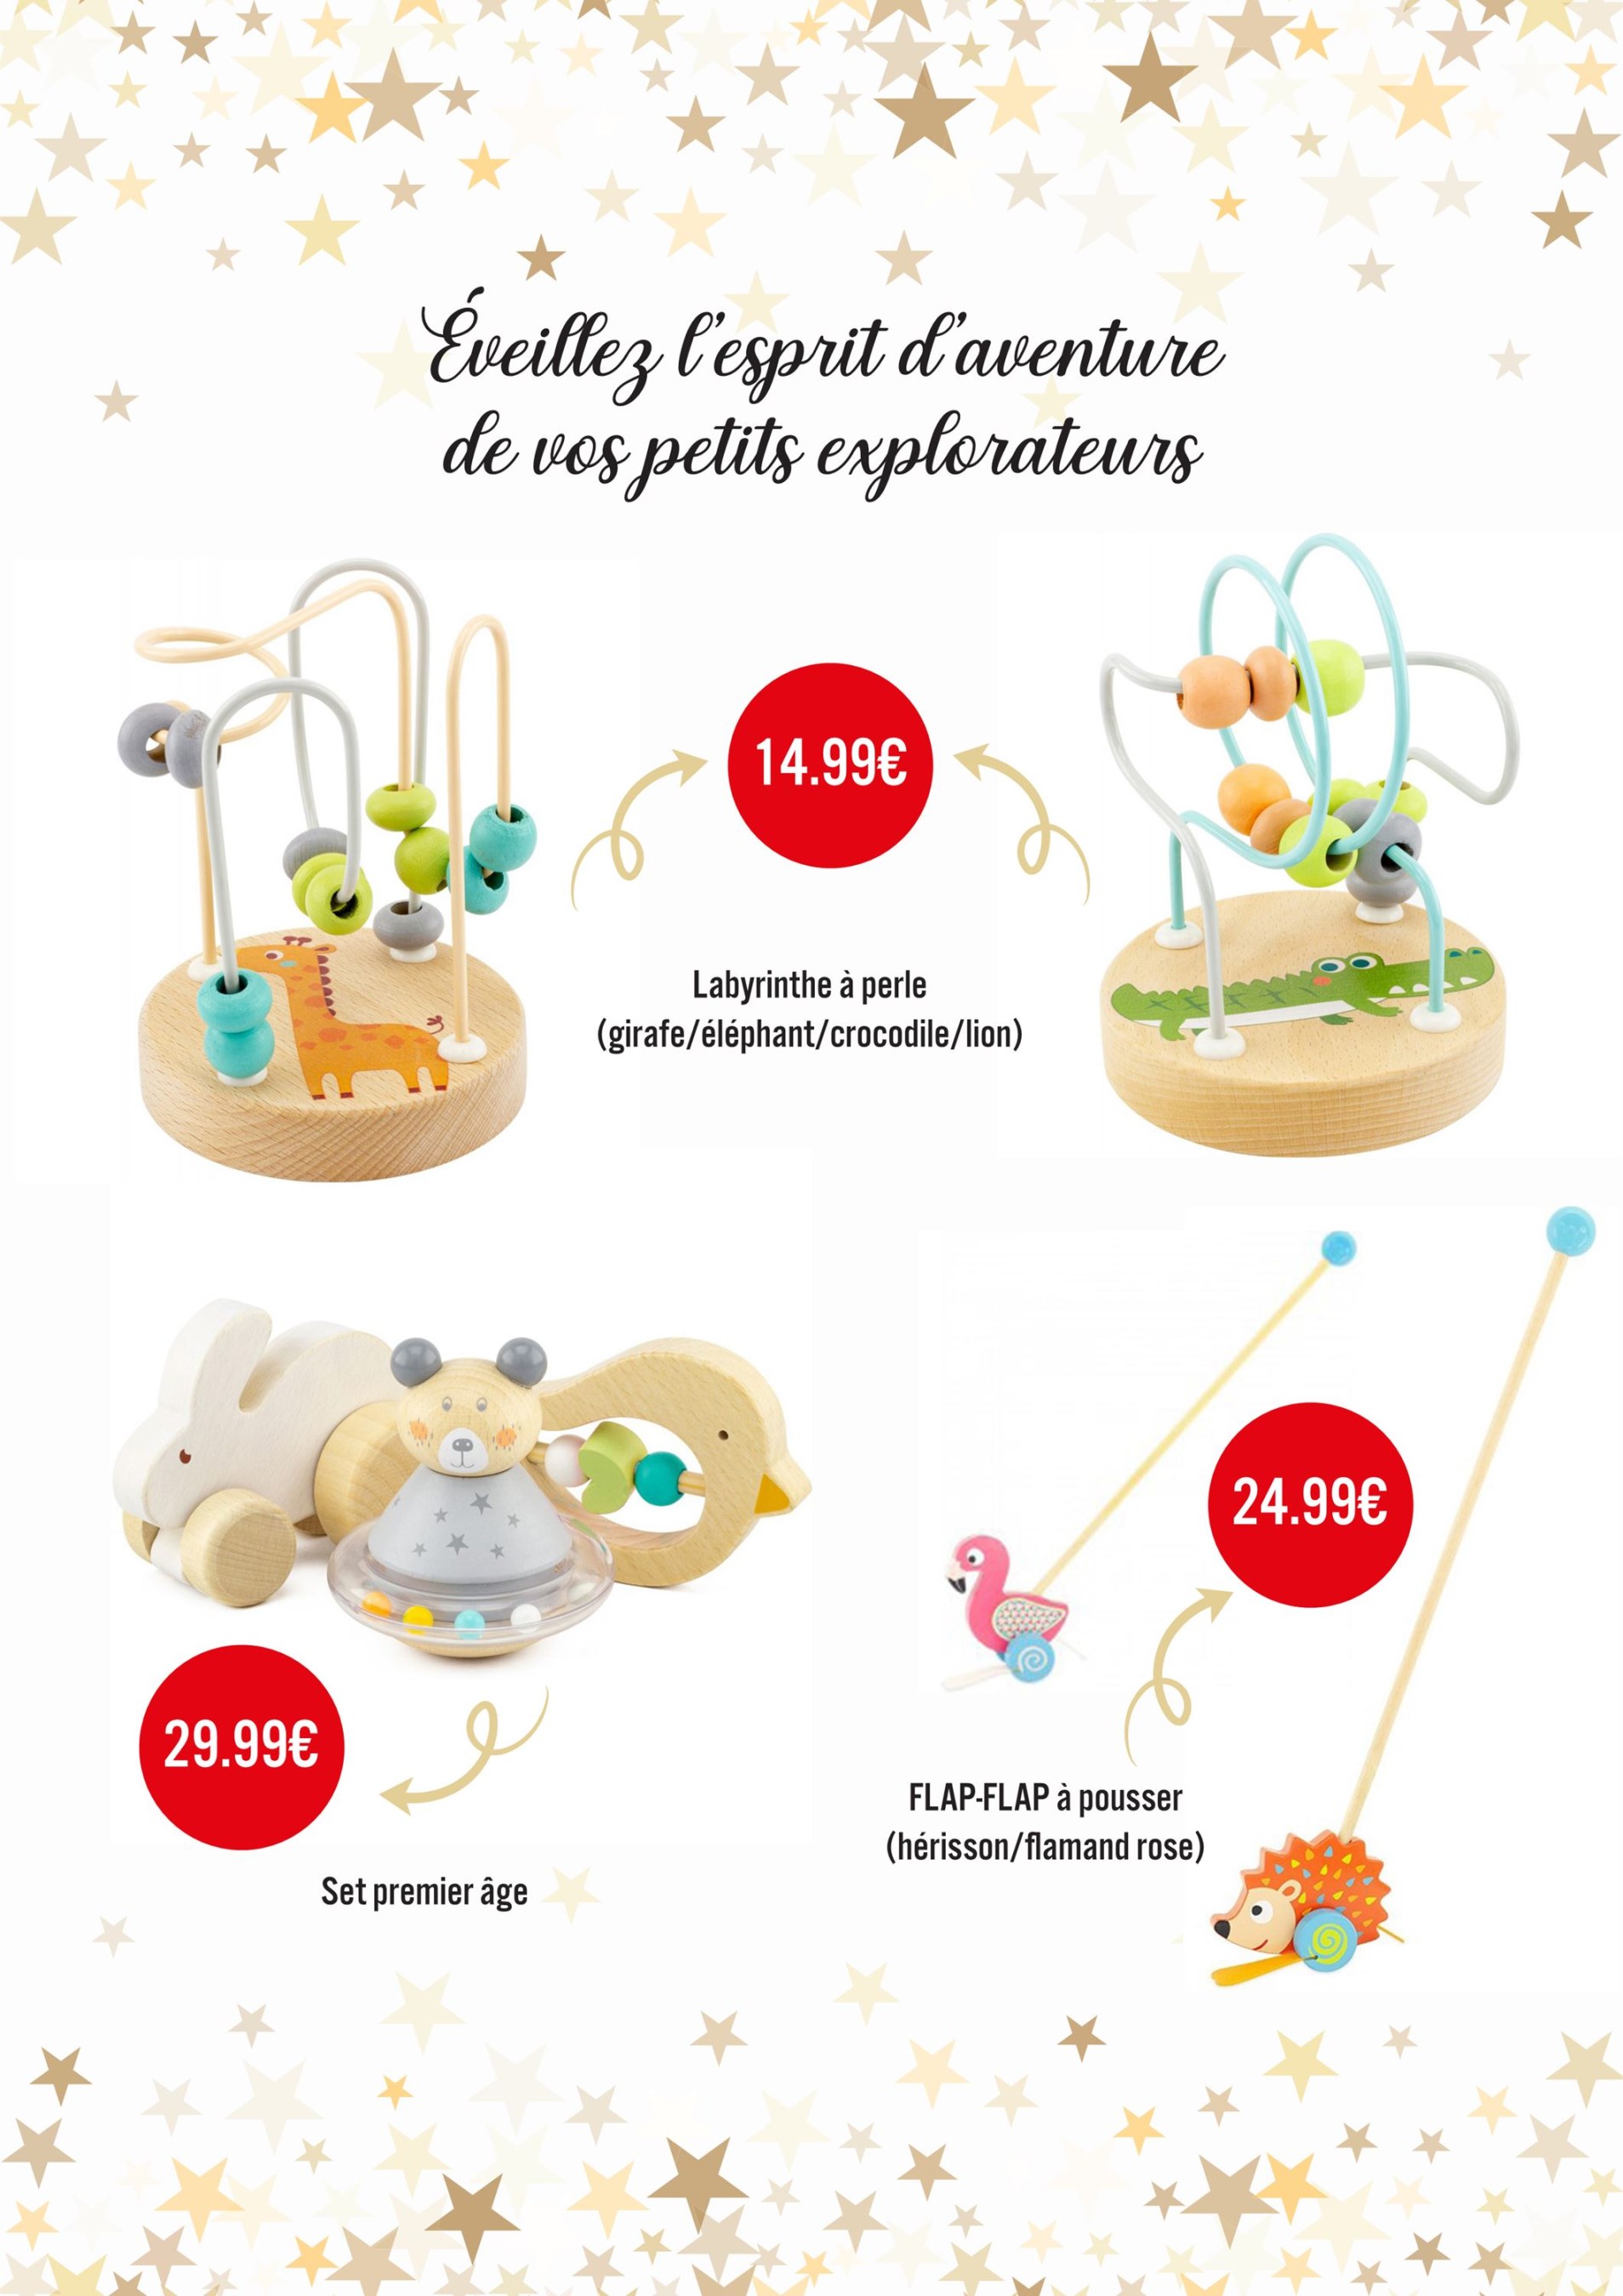 Éveillez l'esprit d'aventure
de vos petits explorateurs
14.99€
Labyrinthe à perle
(girafe/éléphant/crocodile/lion)
24.99€
29.99€
FLAP-FLAP à pousser
(hérisson/flamand rose)
Set premier âge